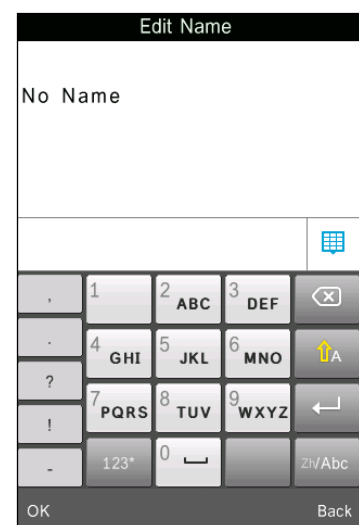 Edit Name
No Name
, 1 2 ABC 3 DEF
. 4 GHI 5 JKL 6 MNO A
?
! 7 PQRS 8 TUV 9 WXYZ
- 123* 0 Zh/Abc
OK Back